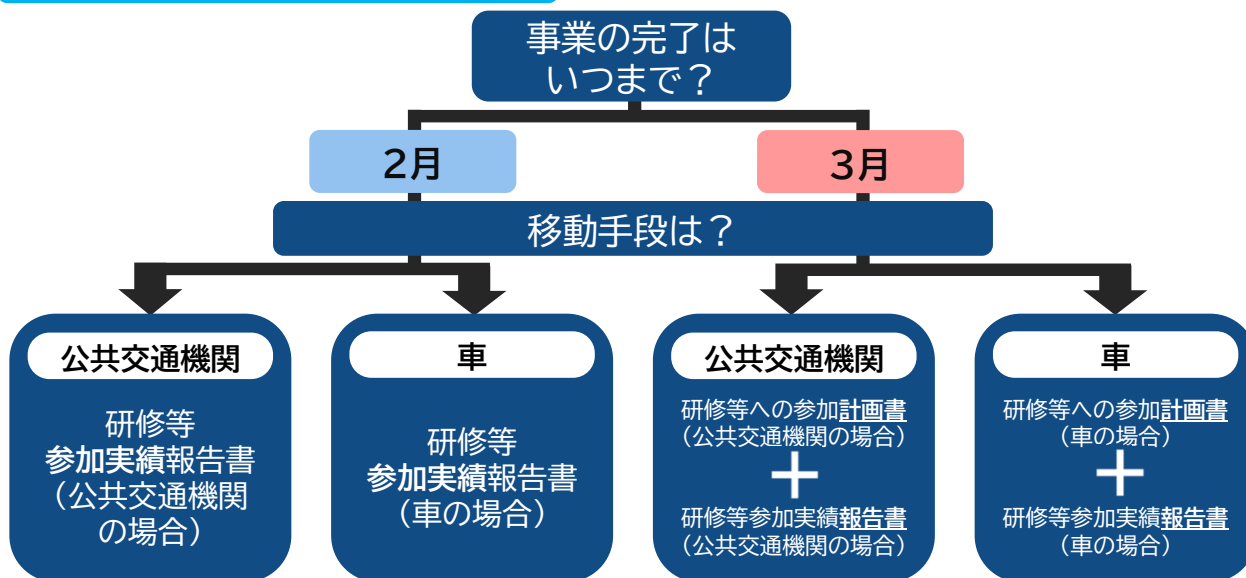 事業の完了は
いつまで？
２月
３月
移動手段は？
公共交通機関
研修等
参加実績報告書
（公共交通機関
の場合）
車
研修等
参加実績報告書
（車の場合）
公共交通機関
研修等への参加計画書
（公共交通機関の場合）
＋
研修等参加実績報告書
（公共交通機関の場合）
車
研修等への参加計画書
（車の場合）
＋
研修等参加実績報告書
（車の場合）